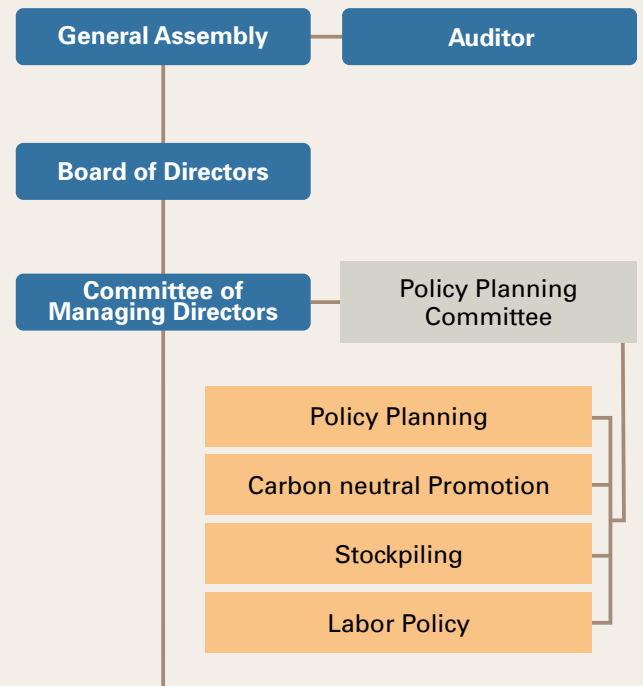 General Assembly
Auditor
Board of Directors
Committee of
Managing Directors
Policy Planning
Committee
Policy Planning
Carbon neutral Promotion
Stockpiling
Labor Policy